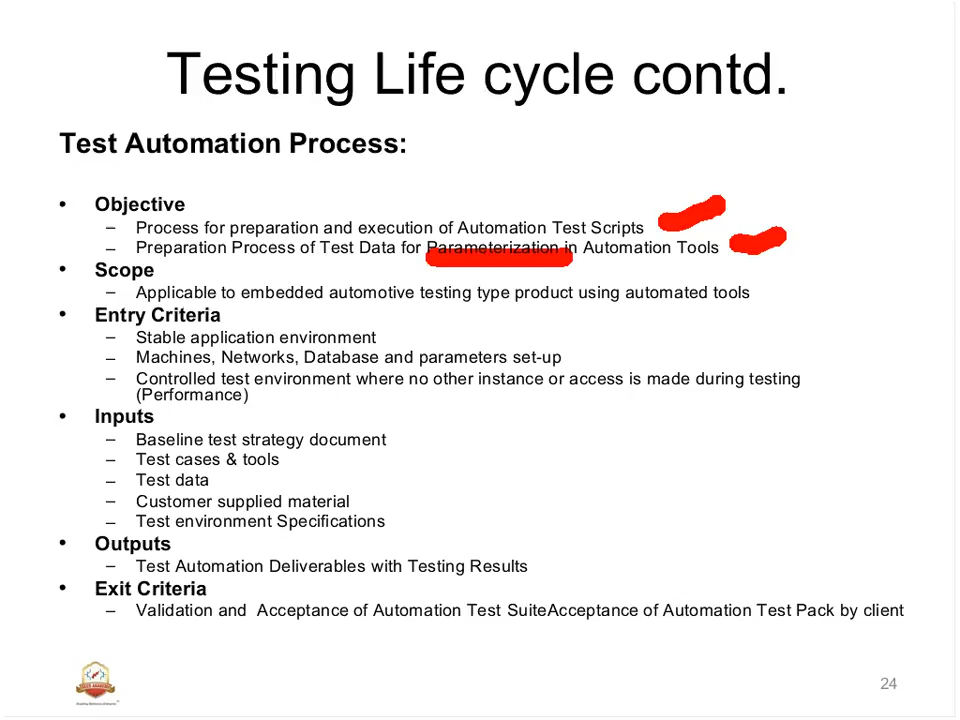 Testing Life cycle contd.
Test Automation Process:
• Objective
– Process for preparation and execution of Automation Test Scripts
– Preparation Process of Test Data for Parameterization in Automation Tools
• Scope
– Applicable to embedded automotive testing type product using automated tools
• Entry Criteria
– Stable application environment
– Machines, Networks, Database and parameters set-up
– Controlled test environment where no other instance or access is made during testing
(Performance)
• Inputs
– Baseline test strategy document
– Test cases & tools
– Test data
– Customer supplied material
– Test environment Specifications
• Outputs
– Test Automation Deliverables with Testing Results
• Exit Criteria
– Validation and  Acceptance of Automation Test SuiteAcceptance of Automation Test Pack by client
24